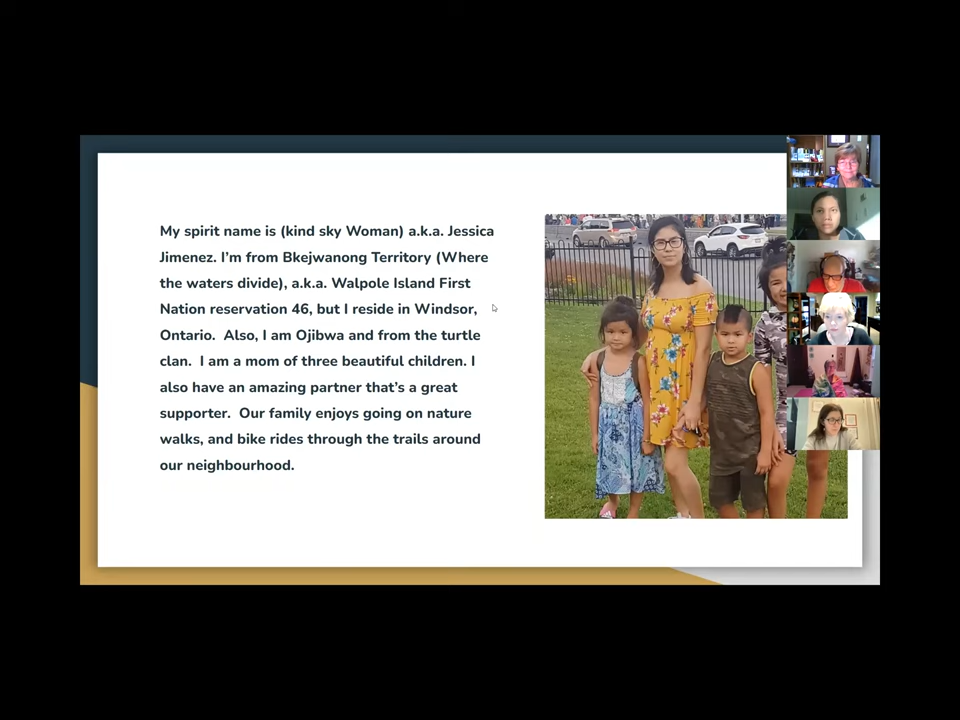 My spirit name is (kind sky Woman) a.k.a. Jessica
Jimenez. I'm from Bkejwanong Territory (Where
the waters divide), a.k.a. Walpole Island First
Nation reservation 46, but I reside in Windsor,
Ontario.  Also, I am Ojibwa and from the turtle
clan.  I am a mom of three beautiful children. I
also have an amazing partner that's a great
supporter.  Our family enjoys going on nature
walks, and bike rides through the trails around
our neighbourhood.